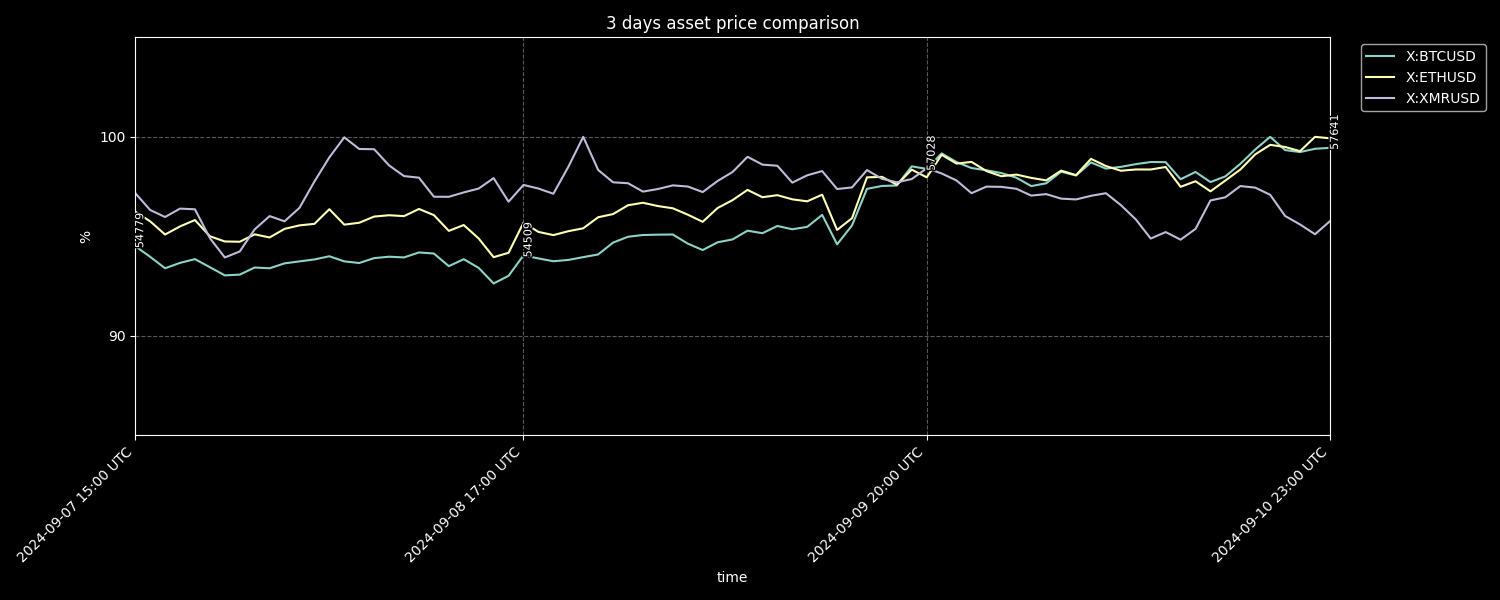 3 days asset price comparison
X:BTCUSD
X:ETHUSD
X:XMRUSD
100
90
%
54779
54509
57028
57641
2024-09-07 15:00 UTC
2024-09-08 17:00 UTC
2024-09-09 20:00 UTC
2024-09-10 23:00 UTC
time